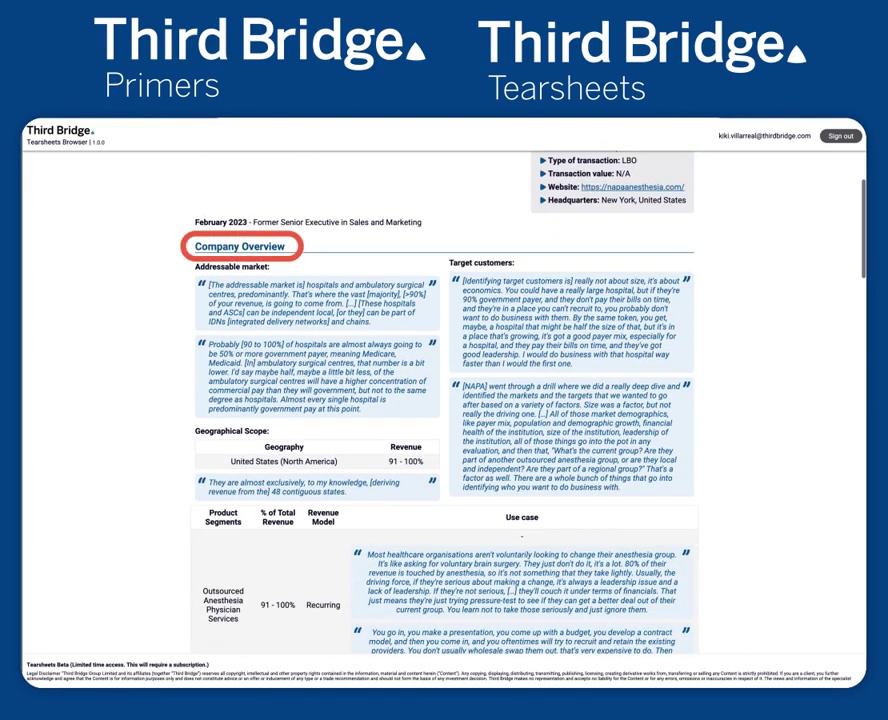 Third Bridge.
Primers
Third Bridge.
Tearsheets
Third Bridge.
Tearsheets Browser | 1.0.0
kiki.villarreal@thirdbridge.com
Sign out
Type of transaction: LBO
Transaction value: N/A
Website: https://napaanesthesia.com/
Headquarters: New York, United States
February 2023 - Former Senior Executive in Sales and Marketing
Company Overview
Addressable market:
“ [The addressable market is] hospitals and ambulatory surgical ”
centres, predominantly. That's where the vast [majority], [>90%]
of your revenue, is going to come from. [...] [These hospitals
and ASCs] can be independent local, [or they] can be part of
IDNs [integrated delivery networks] and chains.
“ Probably [90 to 100%] of hospitals are almost always going to ”
be 50% or more government payer, meaning Medicare,
Medicaid. [In] ambulatory surgical centres, that number is a bit
lower. I'd say maybe half, maybe a little bit less, of the
ambulatory surgical centres will have a higher concentration of
commercial pay than they will government, but not to the same
degree as hospitals. Almost every single hospital is
predominantly government pay at this point.
Geographical Scope:
Geography Revenue
United States (North America) 91 - 100%
“ They are almost exclusively, to my knowledge, [deriving ”
revenue from the] 48 contiguous states.
Target customers:
“ [Identifying target customers is] really not about size, it's about ”
economics. You could have a really large hospital, but if they're
90% government payer, and they don't pay their bills on time,
and they're in a place you can't recruit to, you probably don't
want to do business with them. By the same token, you get,
maybe, a hospital that might be half the size of that, but it's in
a place that's growing, it's got a good payer mix, especially for
a hospital, and they pay their bills on time, and they've got
good leadership. I would do business with that hospital way
faster than I would the first one.
“ [NAPA] went through a drill where we did a really deep dive and ”
identified the markets and the targets that we wanted to go
after based on a variety of factors. Size was a factor, but not
really the driving one. [...] All of those market demographics,
like payer mix, population and demographic growth, financial
health of the institution, size of the institution, leadership of
the institution, all of those things go into the pot in any
evaluation, and then that, "What's the current group? Are they
part of another outsourced anesthesia group, or are they local
and independent? Are they part of a regional group?" That's a
factor as well. There are a whole bunch of things that go into
identifying who you want to do business with.
Product Segments % of Total Revenue Revenue Model Use case
-
Outsourced
Anesthesia
Physician
Services
91 - 100%
Recurring
“ Most healthcare organisations aren't voluntarily looking to change their anesthesia group. ”
It's like asking for voluntary brain surgery. They just don't do it, it's a lot. 80% of their
revenue is touched by anesthesia, so it's not something that they take lightly. Usually, the
driving force, if they're serious about making a change, it's always a leadership issue and a
lack of leadership. If they're not serious, [...] they'll couch it under terms of financials. That
just means they're just trying pressure-test to see if they can get a better deal out of their
current group. You learn not to take those seriously and just ignore them.
“ You go in, you make a presentation, you come up with a budget, you develop a contract ”
model, and then you come in, and you oftentimes will try to recruit and retain the existing
providers. You don't usually wholesale swap them out, that's very expensive to do. Then
Tearsheets Beta (Limited time access. This will require a subscription.)
Legal Disclaimer "Third Bridge Group Limited and its affiliates (together "Third Bridge") reserves all copyright, intellectual and other property rights contained in the information, material and content herein ("Content"). Any copying, displaying, distributing, transmitting, publishing, licensing, creating derivative works from, transferring or selling any Content is strictly prohibited. If you are a client, you further
acknowledge and agree that the Content is for information purposes only and does not constitute advice or an offer or inducement of any type or a trade recommendation and should not form the basis of any investment decision. Third Bridge makes no representation and accepts no liability for the Content or for any errors, omissions or inaccuracies in respect of it. The views and information of the specialist